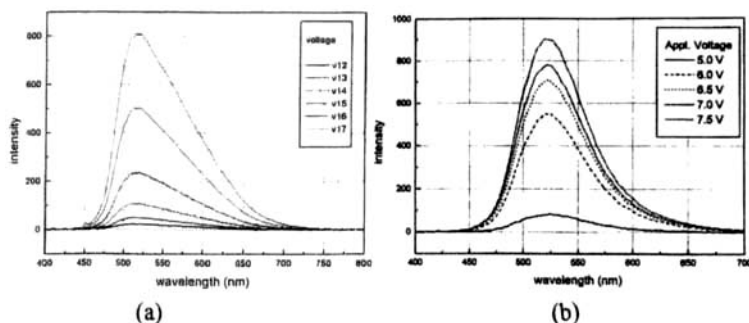 800
600
400
200
0
intensity
voltage
v12
v13
v14
v15
v16
v17
400 450 500 550 600 650 700 750 800
wavelength (nm)
(a)
1000
800
600
400
200
0
intensity
Appl. Voltage
5.0 V
6.0 V
6.5 V
7.0 V
7.5 V
400 450 500 550 600 650 700
wavelength (nm)
(b)